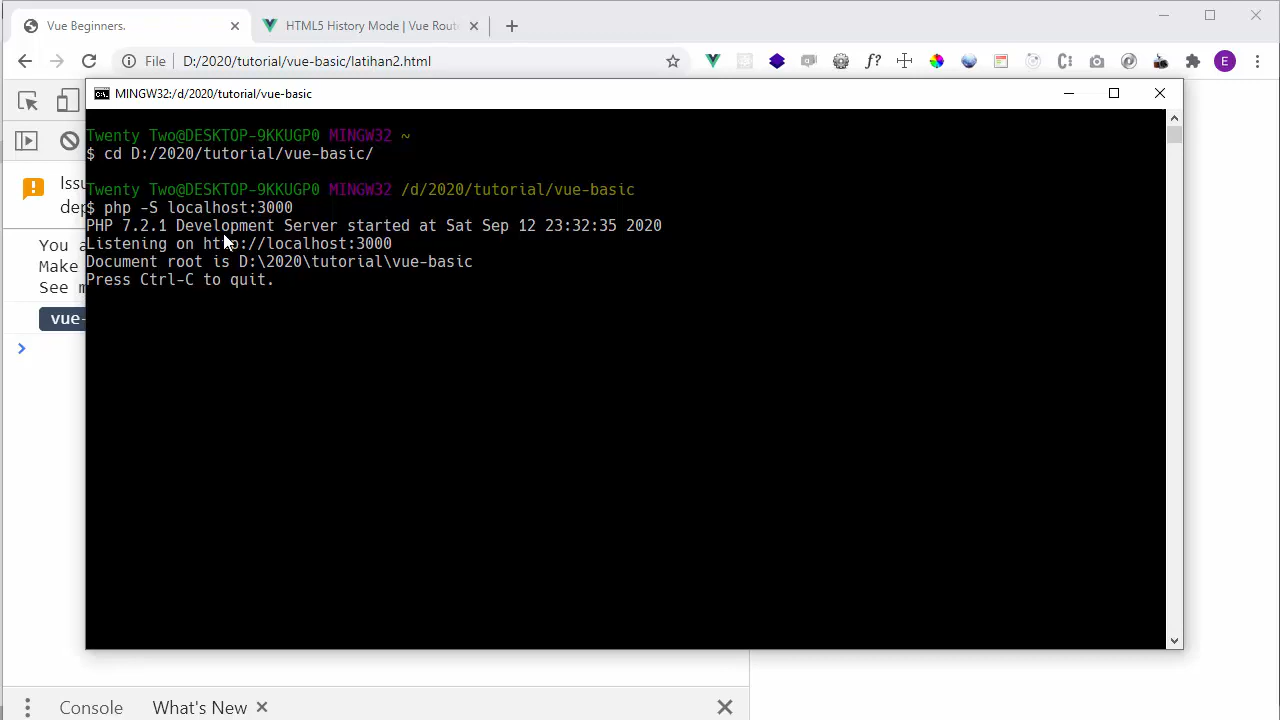 Vue Beginners.
HTML5 History Mode | Vue Rout
File
D:/2020/tutorial/vue-basic/latihan2.html
f?
E
MINGW32:/d/2020/tutorial/vue-basic
Twenty Two@DESKTOP-9KKUGP0 MINGW32 ~
$ cd D:/2020/tutorial/vue-basic/
Twenty Two@DESKTOP-9KKUGP0 MINGW32 /d/2020/tutorial/vue-basic
$ php -S localhost:3000
PHP 7.2.1 Development Server started at Sat Sep 12 23:32:35 2020
Listening on http://localhost:3000
Document root is D:\2020\tutorial\vue-basic
Press Ctrl-C to quit.
Issu
dep
You a
Make
See m
vue-
Console
What's New